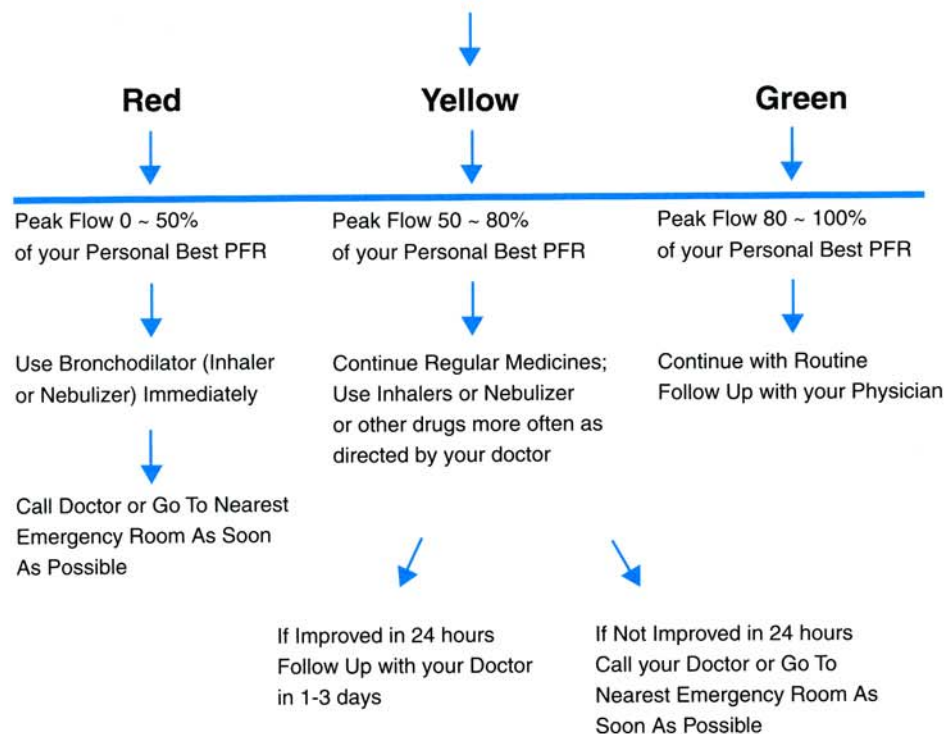 Red
Yellow
Green
Peak Flow 0 ~ 50%
of your Personal Best PFR
Use Bronchodilator (Inhaler
or Nebulizer) Immediately
Call Doctor or Go To Nearest
Emergency Room As Soon
As Possible
Peak Flow 50 ~ 80%
of your Personal Best PFR
Continue Regular Medicines;
Use Inhalers or Nebulizer
or other drugs more often as
directed by your doctor
If Improved in 24 hours
Follow Up with your Doctor
in 1-3 days
If Not Improved in 24 hours
Call your Doctor or Go To
Nearest Emergency Room As
Soon As Possible
Peak Flow 80 ~ 100%
of your Personal Best PFR
Continue with Routine
Follow Up with your Physician